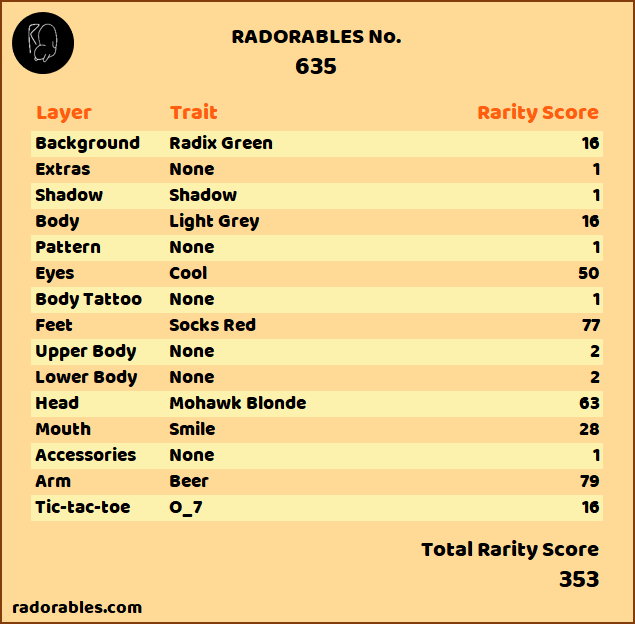 RADORABLES No.
635
Layer Trait Rarity Score
Background Radix Green 16
Extras None 1
Shadow Shadow 1
Body Light Grey 16
Pattern None 1
Eyes Cool 50
Body Tattoo None 1
Feet Socks Red 77
Upper Body None 2
Lower Body None 2
Head Mohawk Blonde 63
Mouth Smile 28
Accessories None 1
Arm Beer 79
Tic-tac-toe O_7 16
Total Rarity Score
353
radorables.com